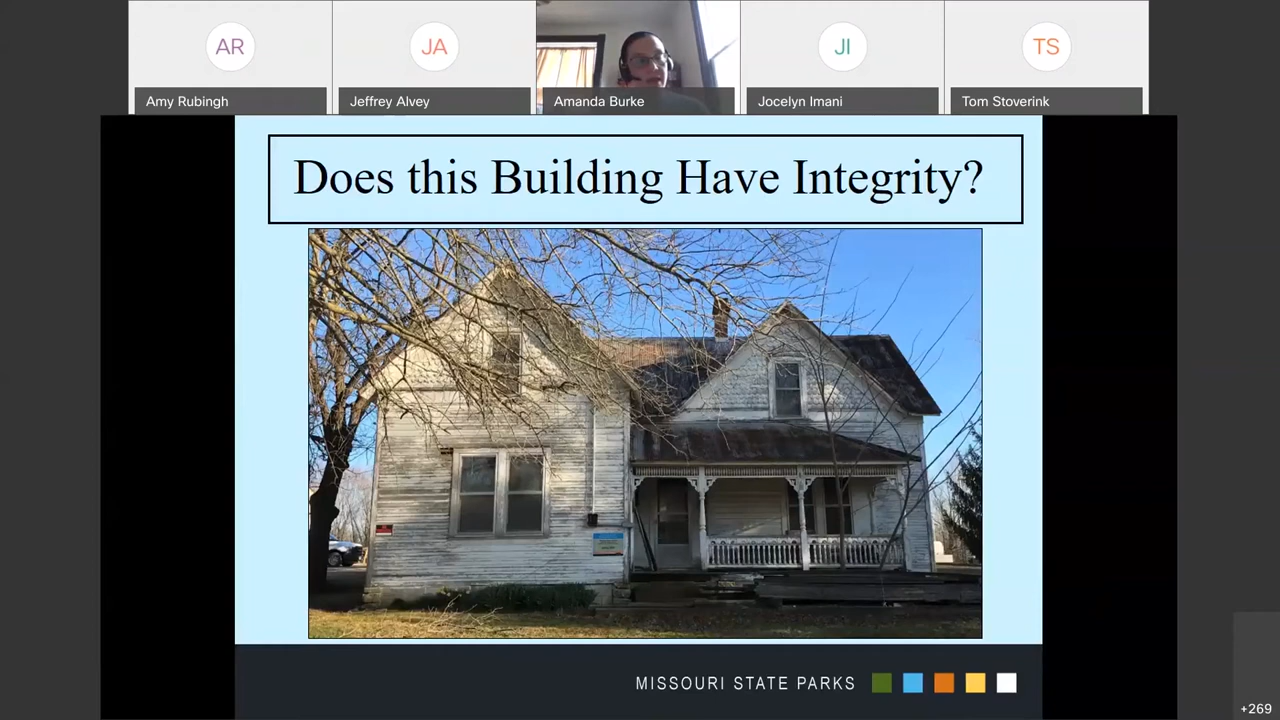 AR
JA
JI
TS
Amy Rubingh
Jeffrey Alvey
Amanda Burke
Jocelyn Imani
Tom Stoverink
Does this Building Have Integrity?
MISSOURI STATE PARKS
+269